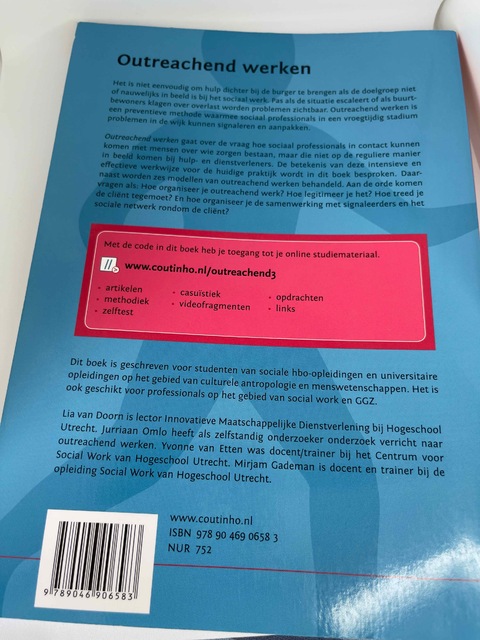 Outreachend werken
Het is niet eenvoudig om hulp dichter bij de burger te brengen als de doelgroep niet
of nauwelijks in beeld is bij het sociaal werk. Pas als de situatie escaleert of als buurt-
bewoners klagen over overlast worden problemen zichtbaar. Outreachend werken is
een preventieve methode waarmee sociaal professionals in een vroegtijdig stadium
problemen in de wijk kunnen signaleren en aanpakken.
Outreachend werken gaat over de vraag hoe sociaal professionals in contact kunnen
komen met mensen over wie zorgen bestaan, maar die niet op de reguliere manier
in beeld komen bij hulp- en dienstverleners. De betekenis van deze intensieve en
effectieve werkwijze voor de huidige praktijk wordt in dit boek besproken. Daar-
naast worden zes modellen van outreachend werken behandeld. Aan de orde komen
vragen als: Hoe organiseer je outreachend werk? Hoe legitimeer je het? Hoe treed je
de cliënt tegemoet? En hoe organiseer je de samenwerking met signaleerders en het
sociale netwerk rondom de cliënt?
Met de code in dit boek heb je toegang tot je online studiemateriaal.
www.coutinho.nl/outreachend3
• artikelen • casuïstiek • opdrachten
• methodiek • videofragmenten • links
• zelftest
Dit boek is geschreven voor studenten van sociale hbo-opleidingen en universitaire
opleidingen op het gebied van culturele antropologie en menswetenschappen. Het is
ook geschikt voor professionals op het gebied van social work en GGZ.
Lia van Doorn is lector Innovatieve Maatschappelijke Dienstverlening bij Hogeschool
Utrecht. Jurriaan Omlo heeft als zelfstandig onderzoeker onderzoek verricht naar
outreachend werken. Yvonne van Etten was docent/trainer bij het Centrum voor
Social Work van Hogeschool Utrecht. Mirjam Gademan is docent en trainer bij de
opleiding Social Work van Hogeschool Utrecht.
www.coutinho.nl
ISBN 978 90 469 0658 3
NUR 752
9 789046 906583